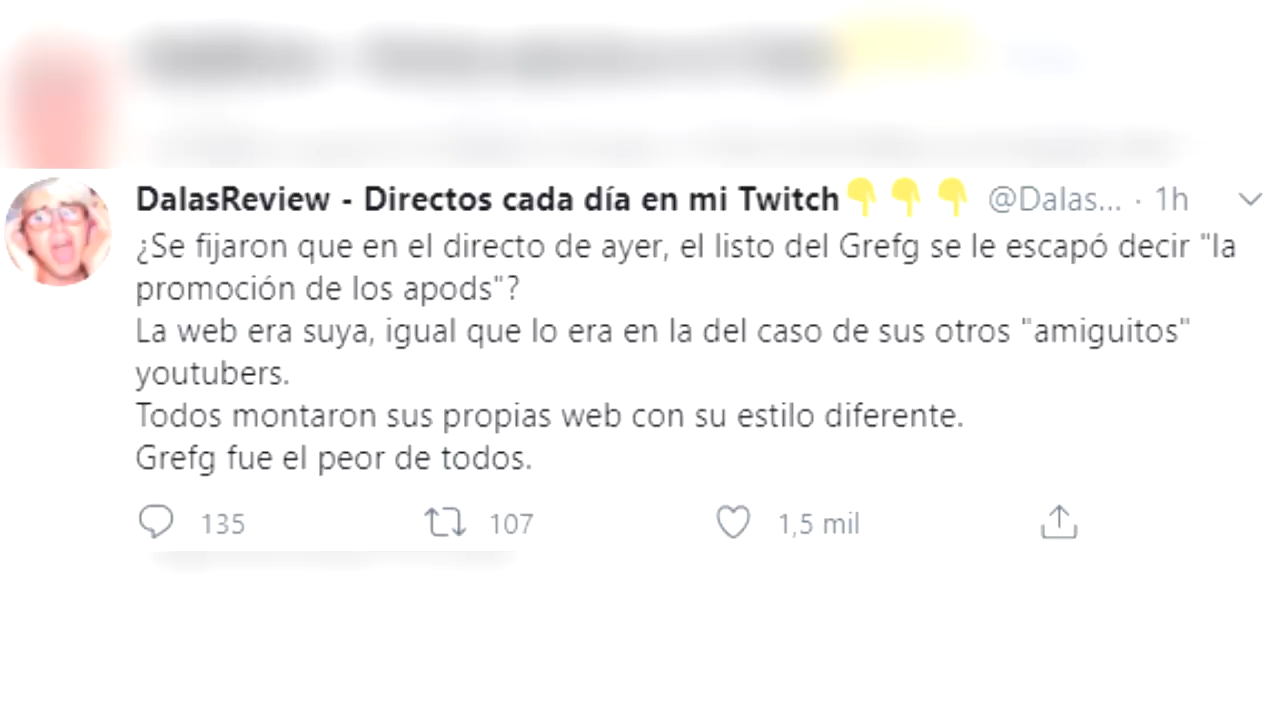 DalasReview - Directos cada día en mi Twitch👇👇👇 @Dalas... · 1h
¿Se fijaron que en el directo de ayer, el listo del Grefg se le escapó decir "la
promoción de los apods"?
La web era suya, igual que lo era en la del caso de sus otros "amiguitos"
youtubers.
Todos montaron sus propias web con su estilo diferente.
Grefg fue el peor de todos.
135 107 1,5 mil